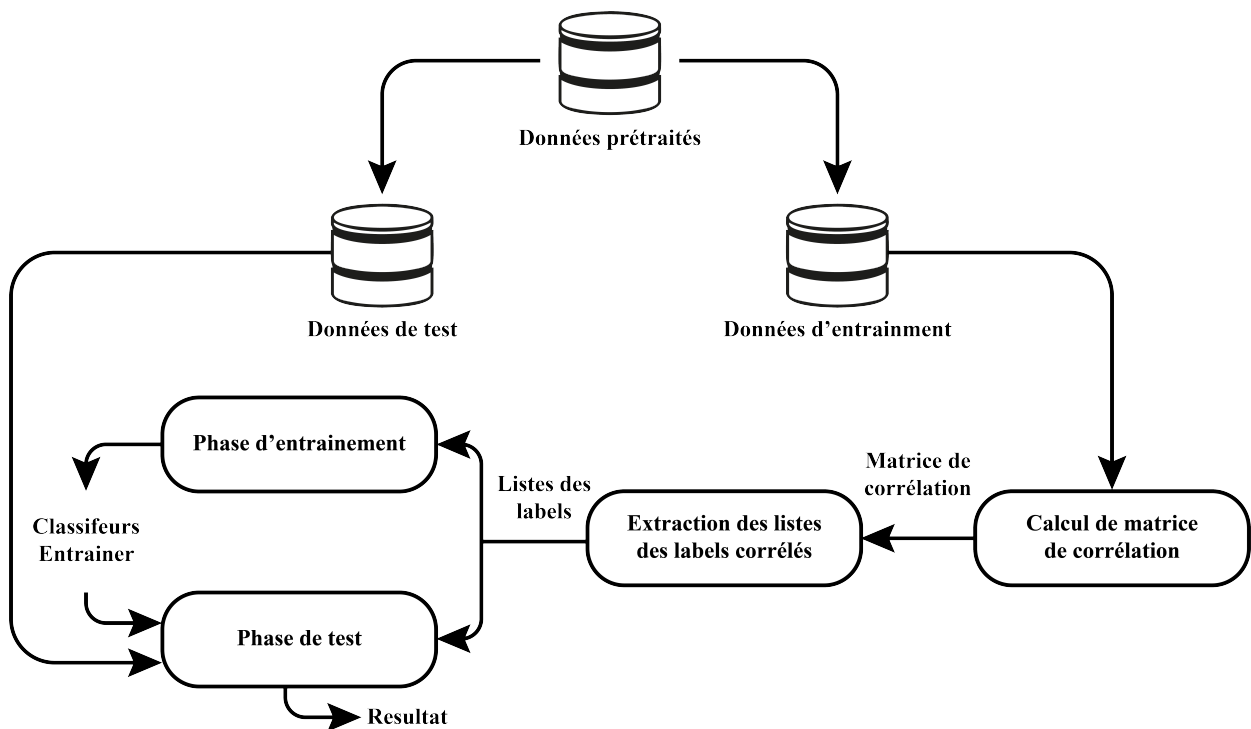 Données prétraités
Données de test
Données d'entrainment
Phase d'entrainement
Listes des
labels
Matrice de
corrélation
Extraction des listes
des labels corrélés
Calcul de matrice
de corrélation
Classifeurs
Entrainer
Phase de test
Resultat